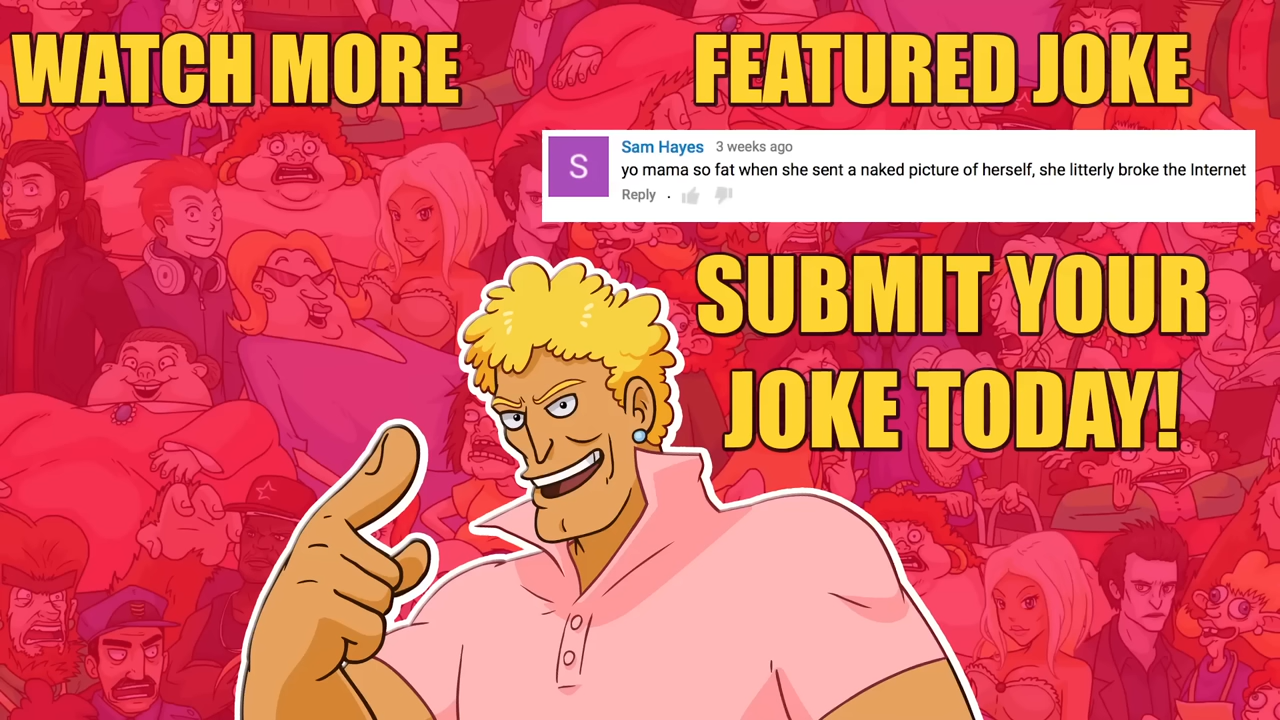 WATCH MORE
FEATURED JOKE
S
Sam Hayes 3 weeks ago
yo mama so fat when she sent a naked picture of herself, she litterly broke the Internet
Reply .
SUBMIT YOUR
JOKE TODAY!